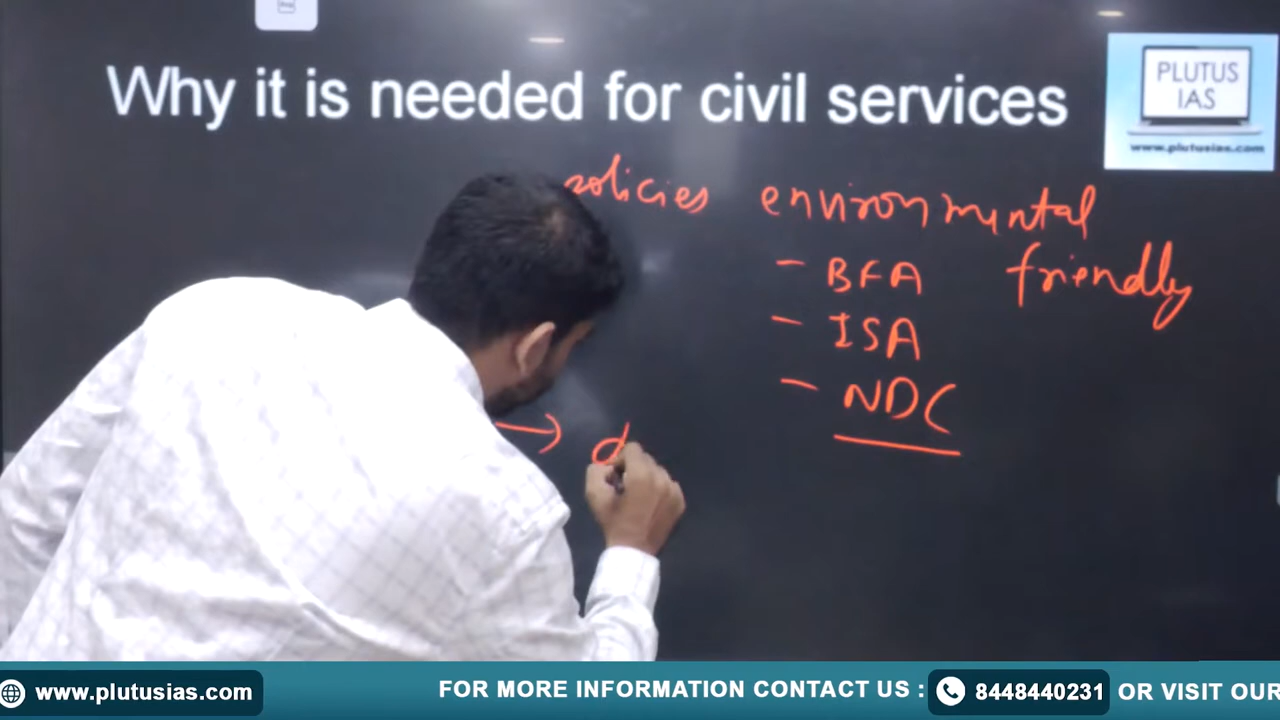 Why it is needed for civil services
PLUTUS
IAS
www.plutusias.com
policies environmental
friendly
- BFA
- ISA
- NDC
→ d
www.plutusias.com
FOR MORE INFORMATION CONTACT US :
8448440231
OR VISIT OUR